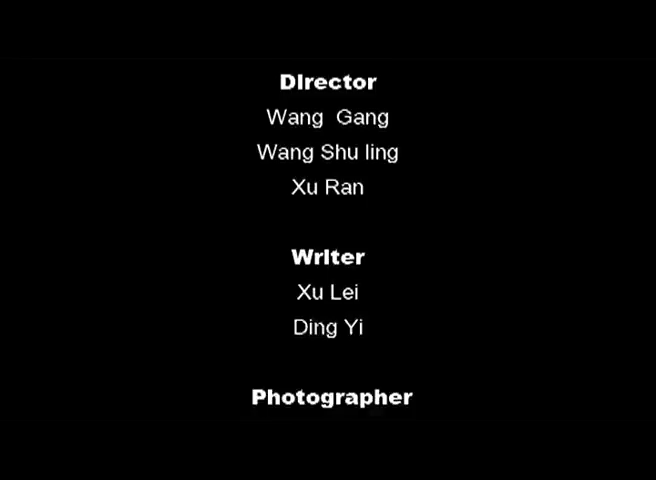 Director
Wang Gang
Wang Shu ling
Xu Ran
Writer
Xu Lei
Ding Yi
Photographer